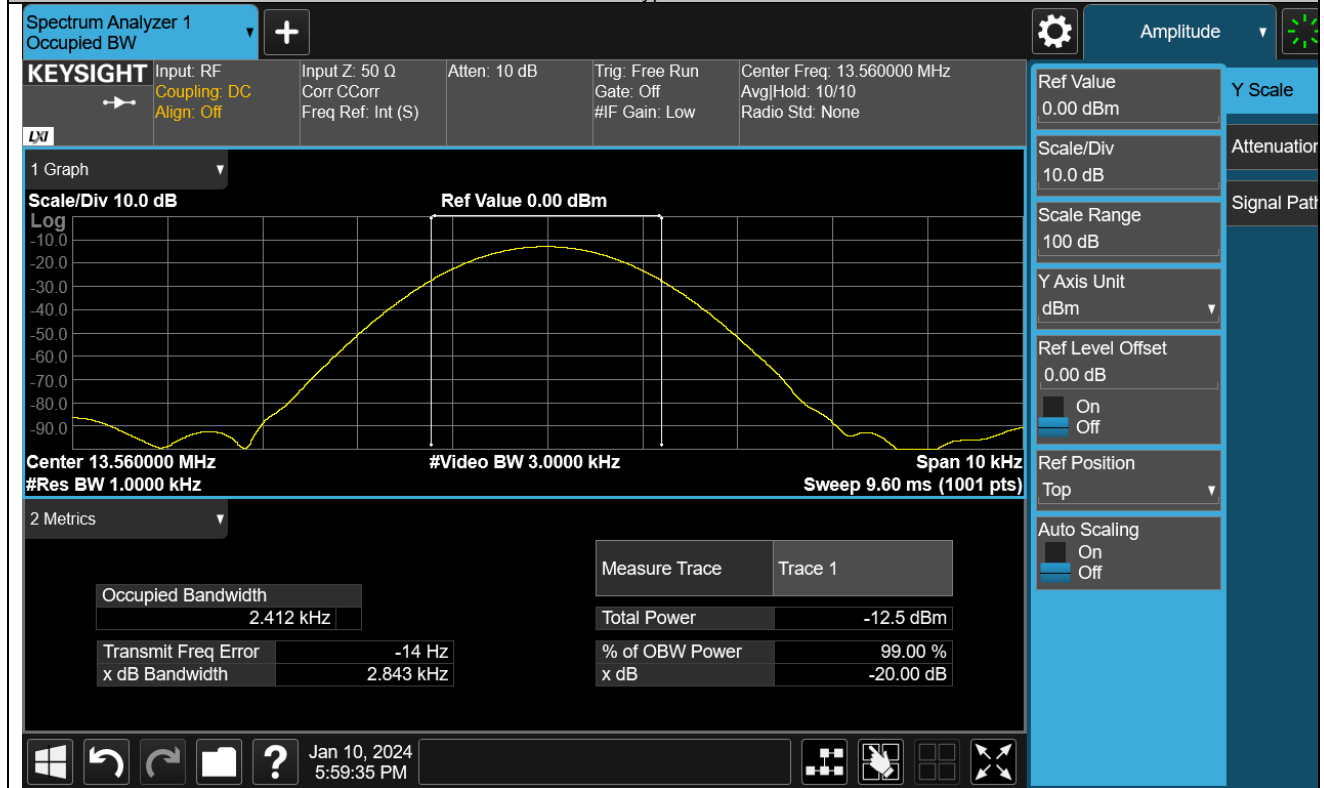 Spectrum Analyzer 1
Occupied BW
Amplitude
KEYSIGHT
LXI
Input: RF
Coupling: DC
Align: Off
Input Z: 50 Ω
Corr CCorr
Freq Ref: Int (S)
Atten: 10 dB
Trig: Free Run
Gate: Off
#IF Gain: Low
Center Freq: 13.560000 MHz
Avg|Hold: 10/10
Radio Std: None
1 Graph
Scale/Div 10.0 dB
Ref Value 0.00 dBm
Log
-10.0
-20.0
-30.0
-40.0
-50.0
-60.0
-70.0
-80.0
-90.0
Center 13.560000 MHz
#Video BW 3.0000 kHz
Span 10 kHz
#Res BW 1.0000 kHz
Sweep 9.60 ms (1001 pts)
2 Metrics
Measure Trace Trace 1
Occupied Bandwidth
2.412 kHz
Total Power -12.5 dBm
Transmit Freq Error -14 Hz
% of OBW Power 99.00 %
x dB Bandwidth 2.843 kHz
x dB -20.00 dB
Ref Value
0.00 dBm
Scale/Div
10.0 dB
Scale Range
100 dB
Y Axis Unit
dBm
Ref Level Offset
0.00 dB
On
Off
Ref Position
Top
Auto Scaling
On
Off
Y Scale
Attenuation
Signal Path
?
Jan 10, 2024
5:59:35 PM